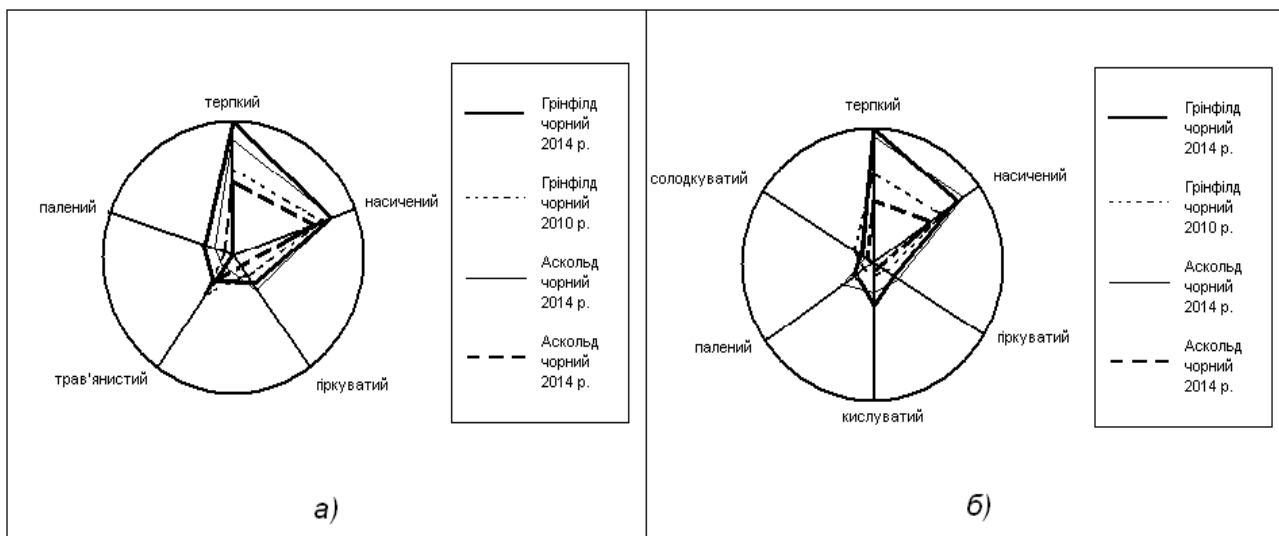 терпкий
насичений
палений
трав'янистий
гіркуватий
Грінфілд
чорний
2014 р.
Грінфілд
чорний
2010 р.
Аскольд
чорний
2014 р.
Аскольд
чорний
2014 р.
а)
терпкий
солодкуватий
насичений
палений
гіркуватий
кислуватий
Грінфілд
чорний
2014 р.
Грінфілд
чорний
2010 р.
Аскольд
чорний
2014 р.
Аскольд
чорний
2014 р.
б)